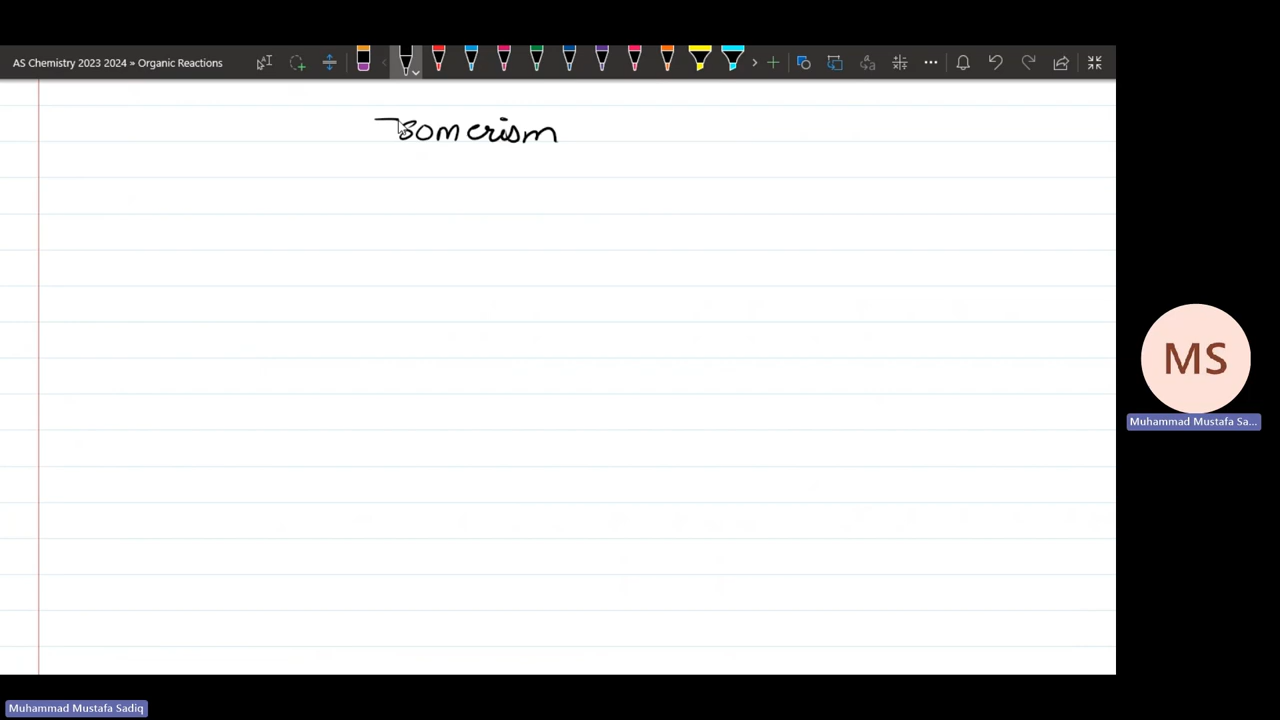 AS Chemistry 2023 2024 » Organic Reactions
Isomerism
MS
Muhammad Mustafa Sa...
Muhammad Mustafa Sadiq